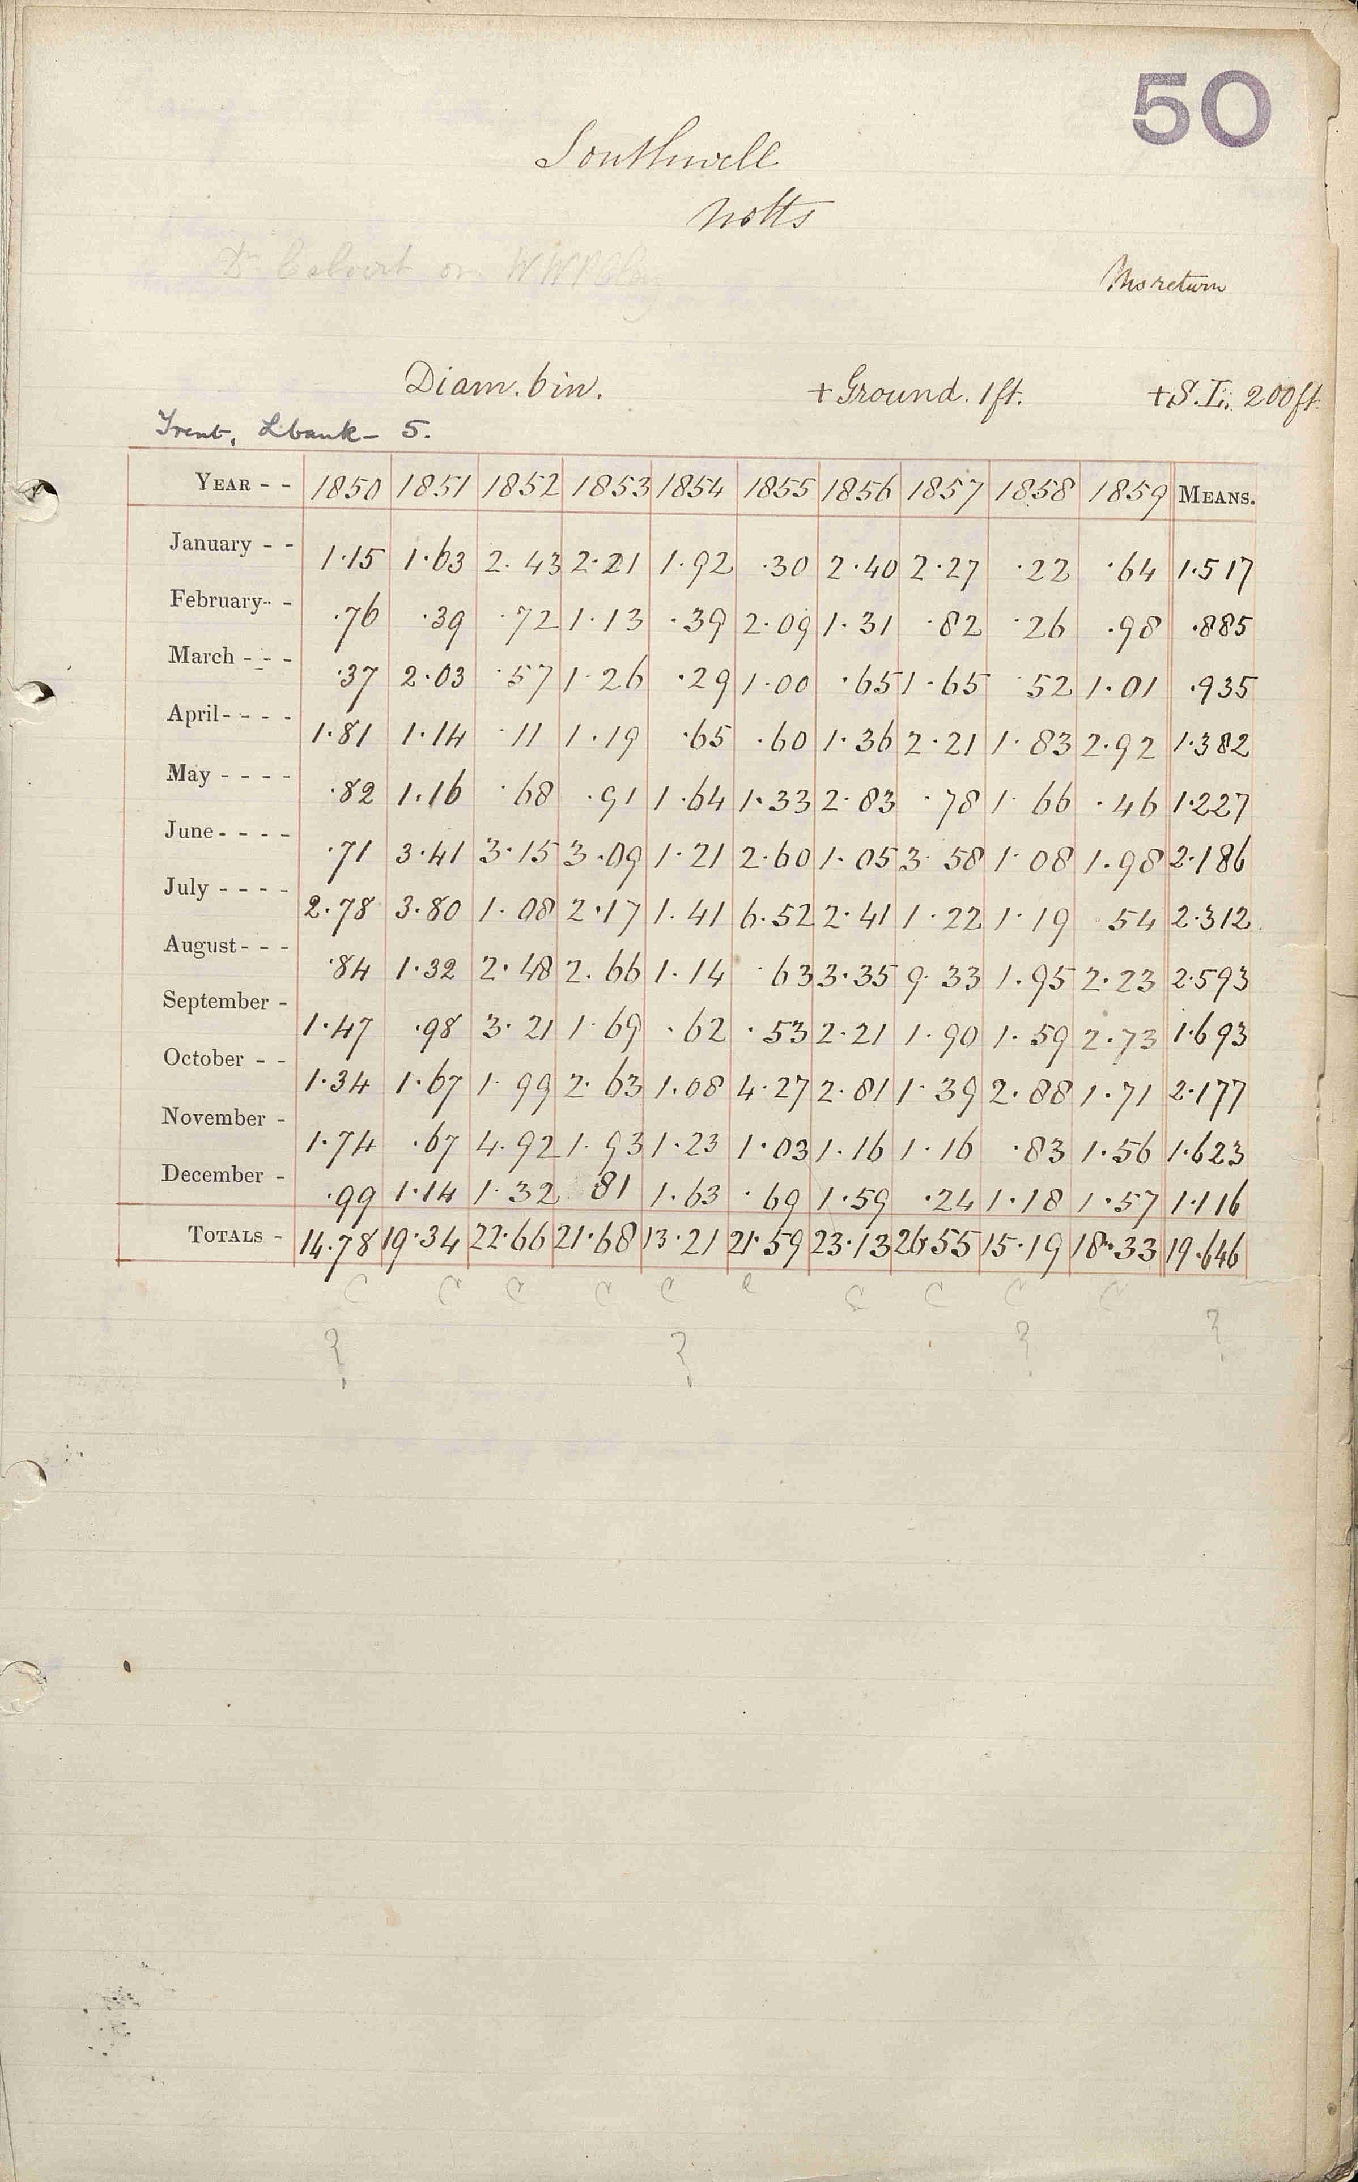 50
Southwell
Notts
Dr Calvert or WWP Clay
Ms return
Diam. 6 in. + Ground. 1 ft. + S.L. 200 ft.
Trent, L bank - 5.
YEAR - - 1850 1851 1852 1853 1854 1855 1856 1857 1858 1859 MEANS.
January - - 1.15 1.63 2.43 2.21 1.92 .30 2.40 2.27 .22 .64 1.517
February - - .76 .39 .72 1.13 .39 2.09 1.31 .82 .26 .98 .885
March - - - .37 2.03 .57 1.26 .29 1.00 .65 1.65 .52 1.01 .935
April - - - - 1.81 1.14 .11 1.19 .65 .60 1.36 2.21 1.83 2.92 1.382
May - - - - .82 1.16 .68 .91 1.64 1.33 2.83 .78 1.66 .46 1.227
June - - - - .71 3.41 3.15 3.09 1.21 2.60 1.05 3.58 1.08 1.98 2.186
July - - - - 2.78 3.80 1.08 2.17 1.41 6.52 2.41 1.22 1.19 .54 2.312
August - - - .84 1.32 2.48 2.66 1.14 .63 3.35 9.33 1.95 2.23 2.593
September - 1.47 .98 3.21 1.69 .62 .53 2.21 1.90 1.59 2.73 1.693
October - - 1.34 1.67 1.99 2.63 1.08 4.27 2.81 1.39 2.88 1.71 2.177
November - 1.74 .67 4.92 1.93 1.23 1.03 1.16 1.16 .83 1.56 1.623
December - .99 1.14 1.32 81 1.63 .69 1.59 .24 1.18 1.57 1.116
TOTALS - 14.78 19.34 22.66 21.68 13.21 21.59 23.13 26.55 15.19 18.33 19.646
C C C C C C C C C C
? ? ? ?